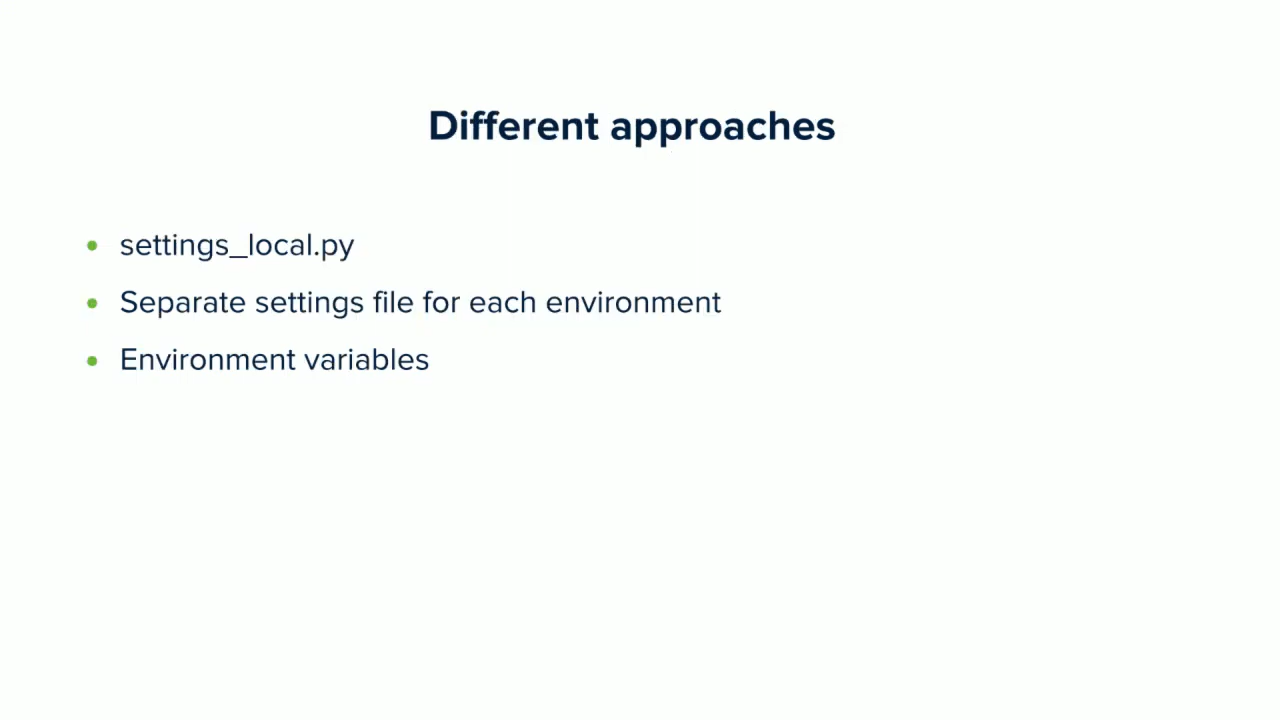 Different approaches
settings_local.py
Separate settings file for each environment
Environment variables